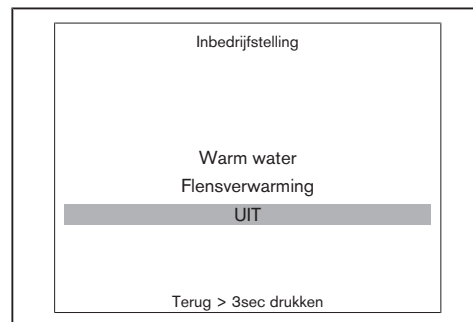 Inbedrijfstelling
Warm water
Flensverwarming
UIT
Terug > 3sec drukken